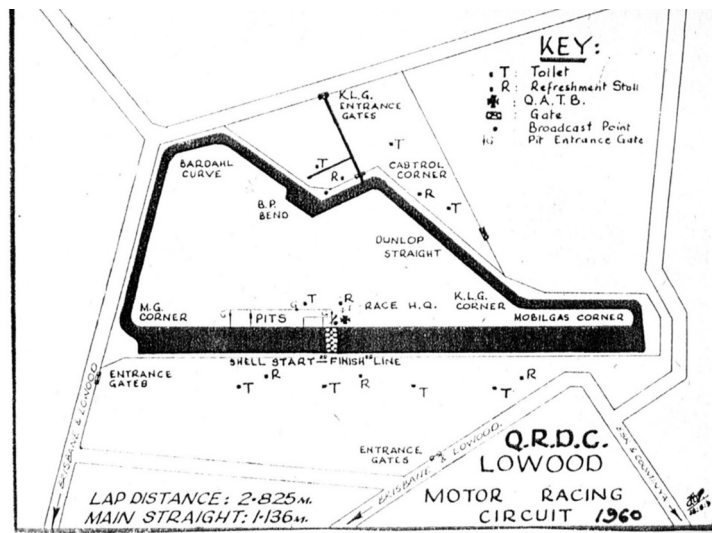 KEY:
T : Toilet
R : Refreshment Stall
: Q.A.T.B.
: Gate
: Broadcast Point
: Pit Entrance Gate
K.L.G.
ENTRANCE
GATES
T
BARDAHL
CURVE
T
R
CASTROL
CORNER
R
T
B.P.
BEND
DUNLOP
STRAIGHT
M.G.
CORNER
G
PITS
G
T
R
RACE H.Q.
K.L.G.
CORNER
MOBILGAS CORNER
SHELL START FINISH LINE
ENTRANCE
GATES
T
R
T
R
T
T
R
ENTRANCE
GATES
BRISBANE & LOWOOD
BRISBANE & LOWOOD
Q.R.D.C.
LOWOOD
MOTOR RACING
CIRCUIT 1960
LAP DISTANCE: 2·825M.
MAIN STRAIGHT: 1·136M.